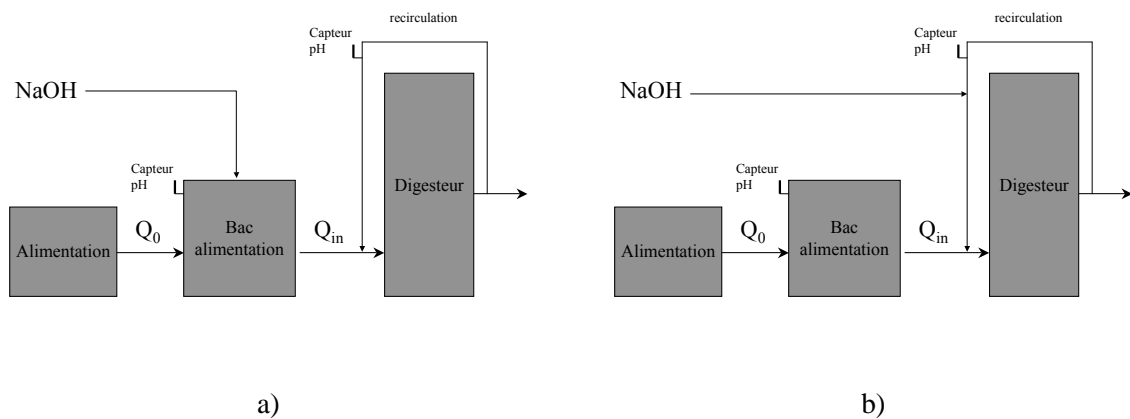 recirculation
Capteur
pH
NaOH
Capteur
pH
Digesteur
Alimentation
Q0
Bac
alimentation
Qin
a)
recirculation
Capteur
pH
NaOH
Capteur
pH
Digesteur
Alimentation
Q0
Bac
alimentation
Qin
b)